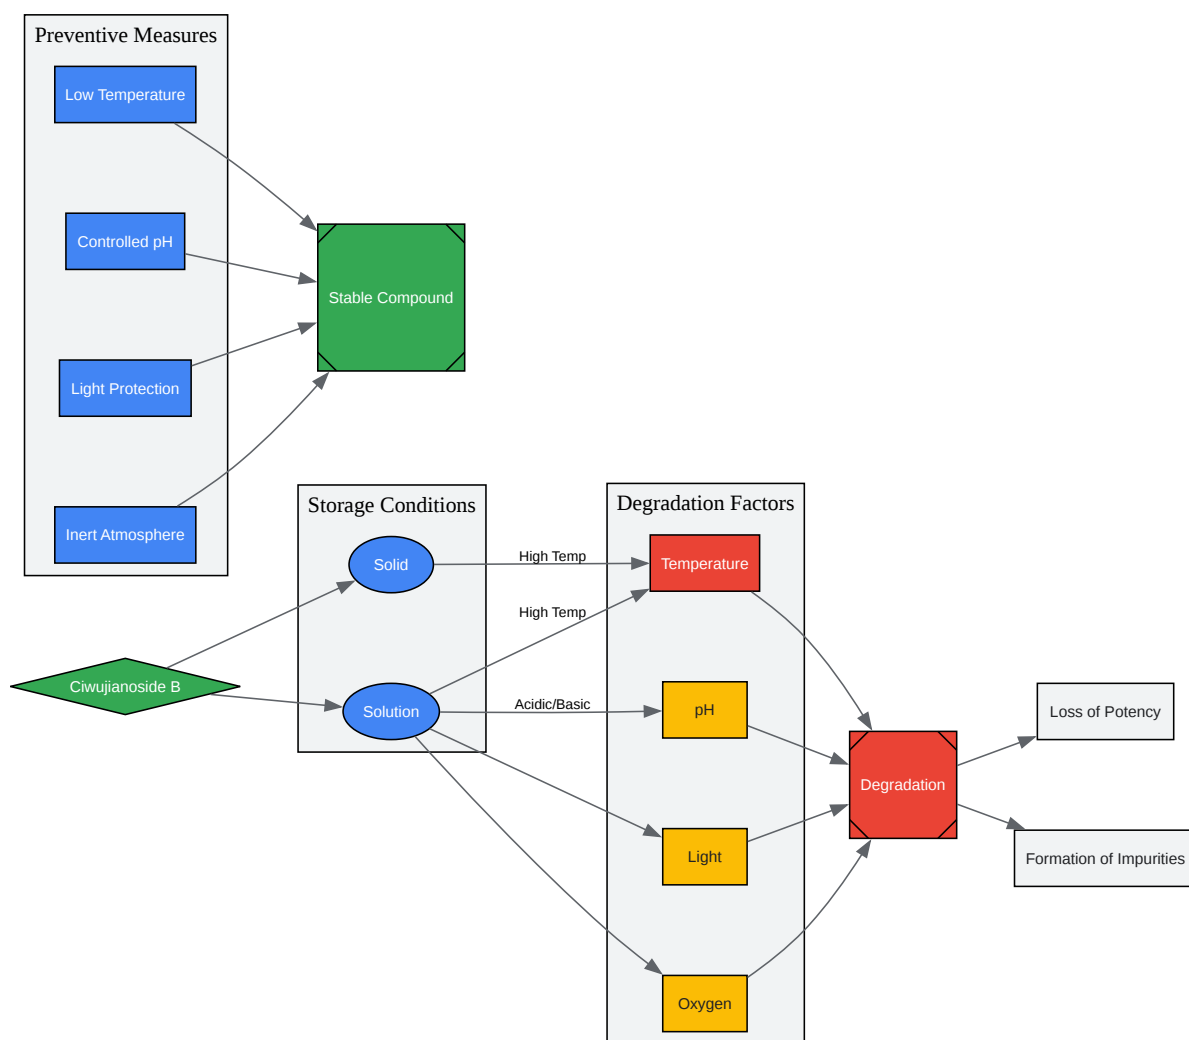 Preventive Measures
Low Temperature
Controlled pH
Light Protection
Inert Atmosphere
Stable Compound
Storage Conditions
Solid
Solution
Ciwujianoside B
High Temp
High Temp
Acidic/Basic
Degradation Factors
Temperature
pH
Light
Oxygen
Degradation
Loss of Potency
Formation of Impurities